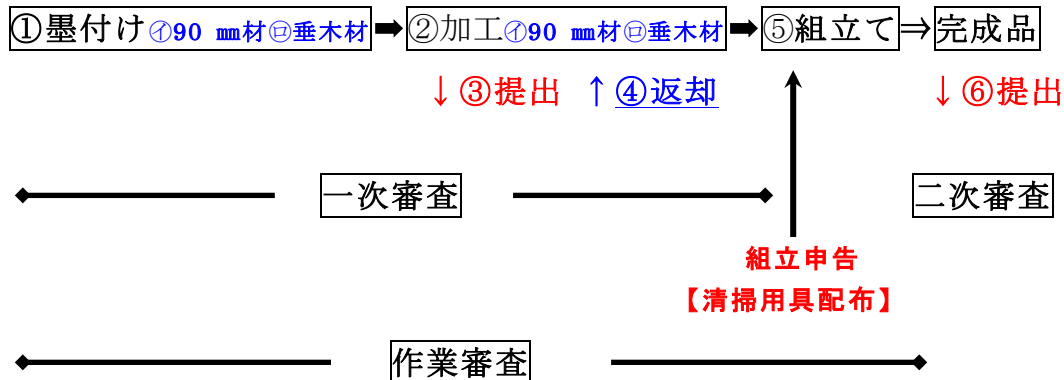 ①墨付け㋑90 ㎜材㋺垂木材➡②加工㋑90 ㎜材㋺垂木材➡⑤組立て⇒完成品
↓③提出 ↑④返却 ↓⑥提出
一次審査 二次審査
組立申告
【清掃用具配布】
作業審査